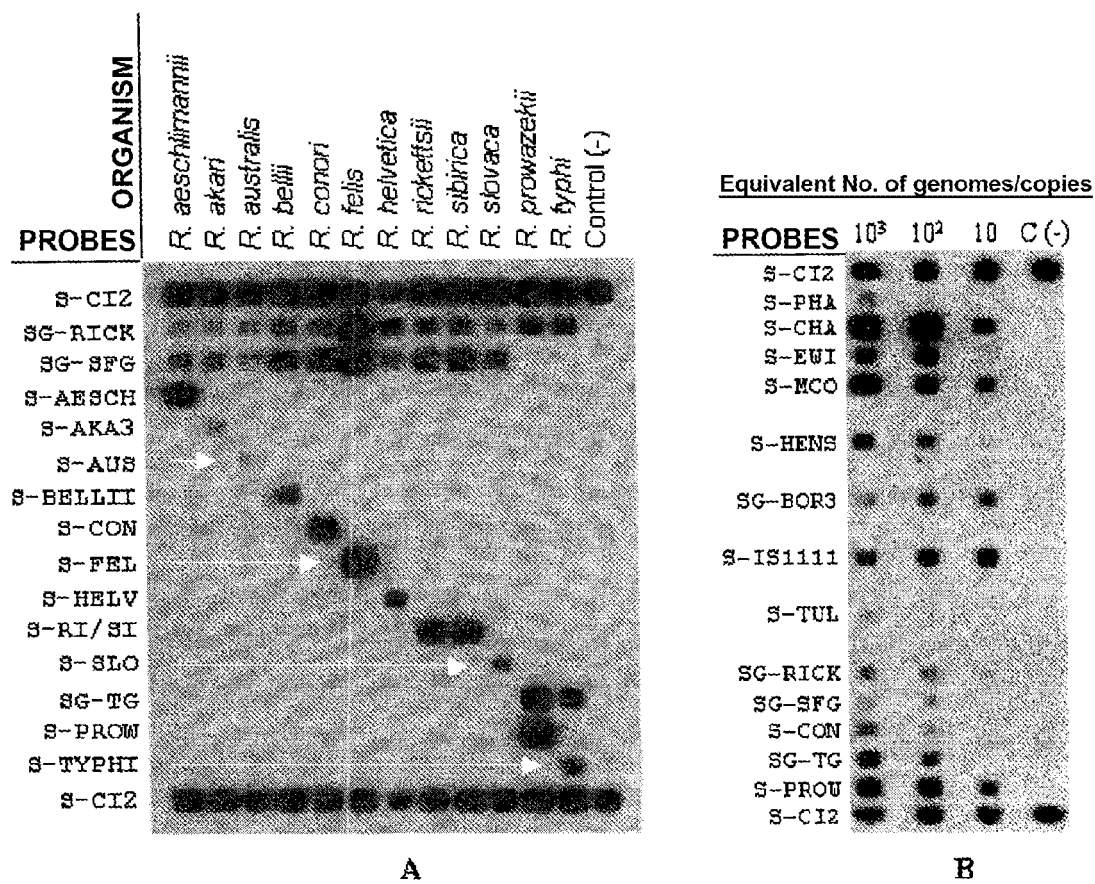 ORGANISM
PROBES
R. aeschlimannii
R. akari
R. australis
R. bellii
R. conori
R. felis
R. helvetica
R. rickettsii
R. sibirica
R. slovaca
R. prowazekii
R. typhi
Control (-)
S-CI2
SG-RICK
SG-SFG
S-AESCH
S-AKA3
S-AUS
S-BELLII
S-CON
S-FEL
S-HELV
S-RI/SI
S-SLO
SG-TG
S-PROW
S-TYPHI
S-CI2
A
Equivalent No. of genomes/copies
PROBES 10³ 10² 10 C (-)
S-CI2
S-PHA
S-CHA
S-EWI
S-MCO
S-HENS
SG-BOR3
S-IS1111
S-TUL
SG-RICK
SG-SFG
S-CON
SG-TG
S-PROW
S-CI2
B